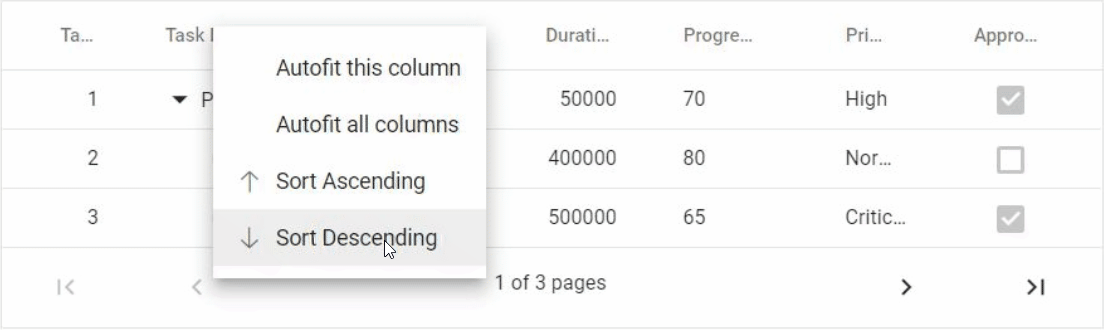 Ta... Task Durati... Progre... Pri... Appro...
Autofit this column
1 P 50000 70 High
Autofit all columns
2 400000 80 Nor...
Sort Ascending
3 500000 65 Critic...
Sort Descending
1 of 3 pages